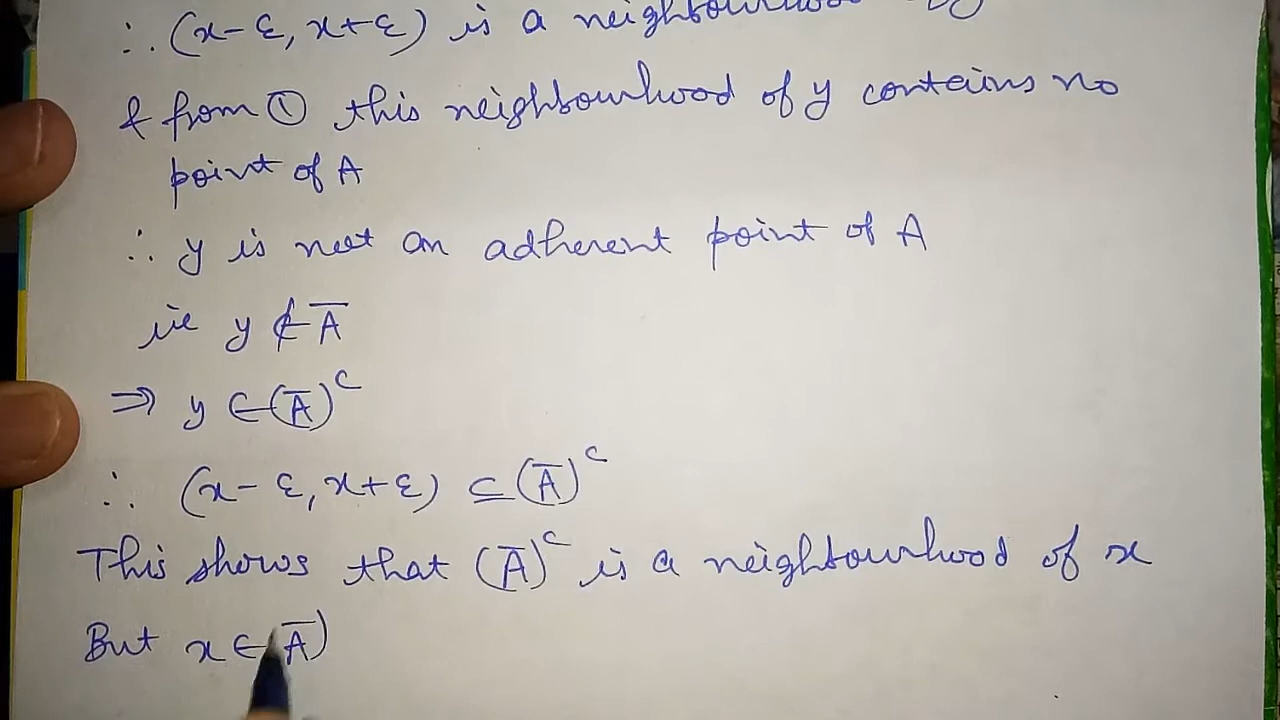 ∴ (x-ε, x+ε) is a neighbourhood
& from ① this neighbourhood of y contains no
point of A
∴ y is not an adherent point of A
i.e y ∉ A̅
⇒ y ∈ (A̅)ᶜ
∴ (x-ε, x+ε) ⊆ (A̅)ᶜ
This shows that (A̅)ᶜ is a neighbourhood of x
But x ∈ A̅)